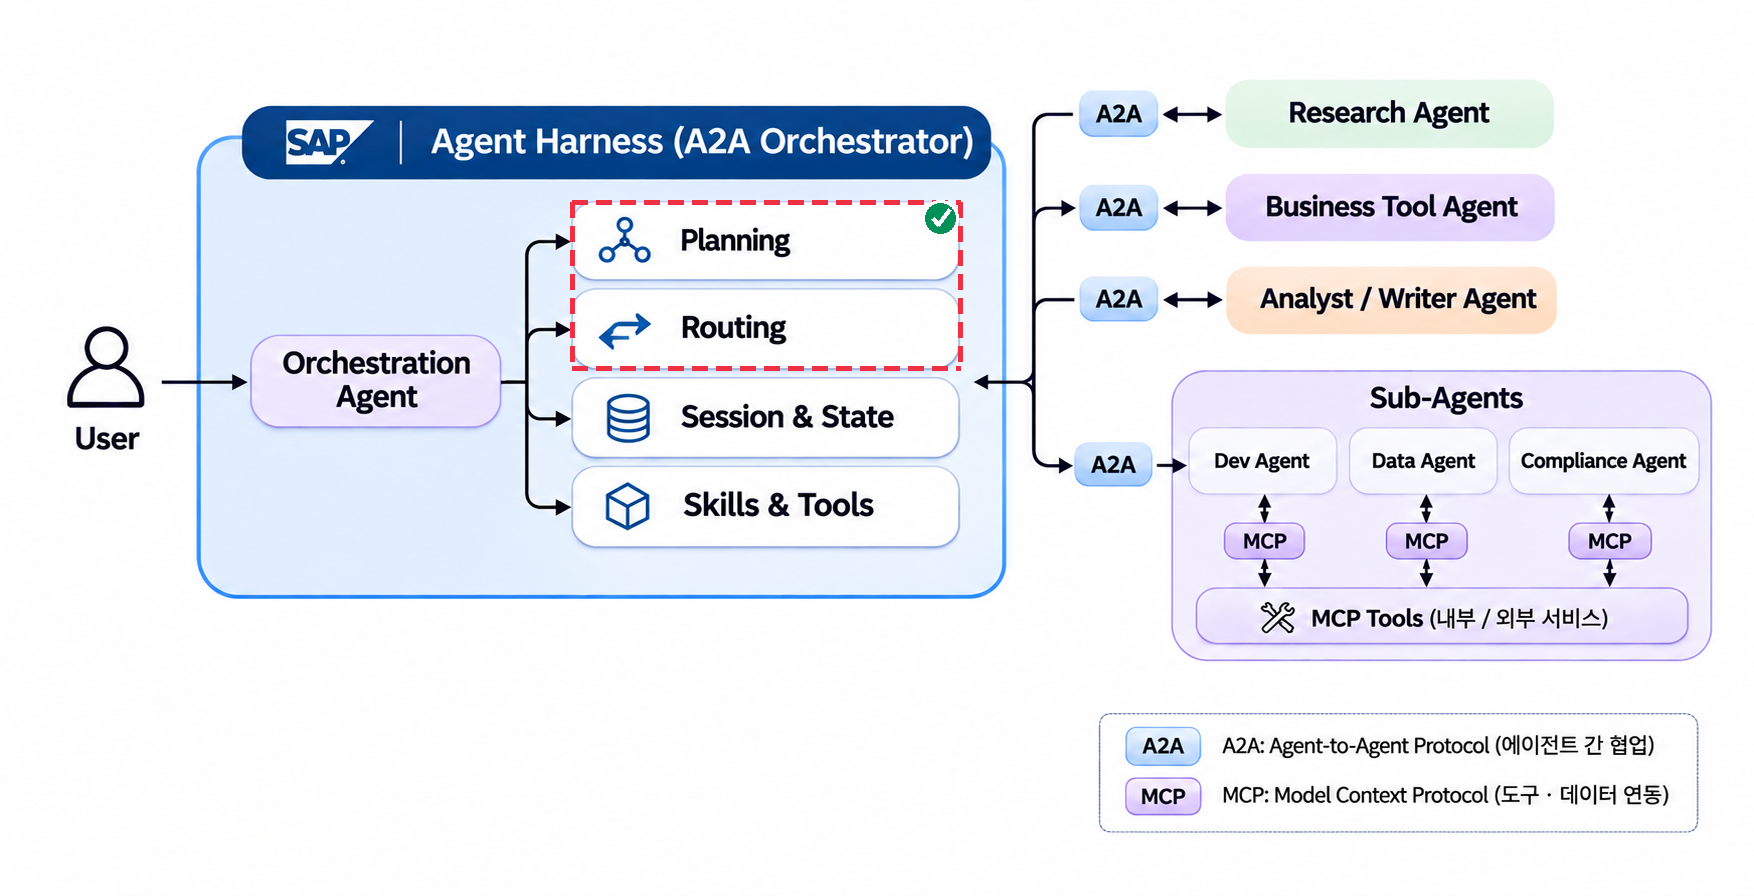 SAP
Agent Harness (A2A Orchestrator)
User
Orchestration
Agent
Planning
Routing
Session & State
Skills & Tools
A2A
Research Agent
A2A
Business Tool Agent
A2A
Analyst / Writer Agent
A2A
Sub-Agents
Dev Agent
Data Agent
Compliance Agent
MCP
MCP
MCP
MCP Tools (내부 / 외부 서비스)
A2A
A2A: Agent-to-Agent Protocol (에이전트 간 협업)
MCP
MCP: Model Context Protocol (도구 · 데이터 연동)